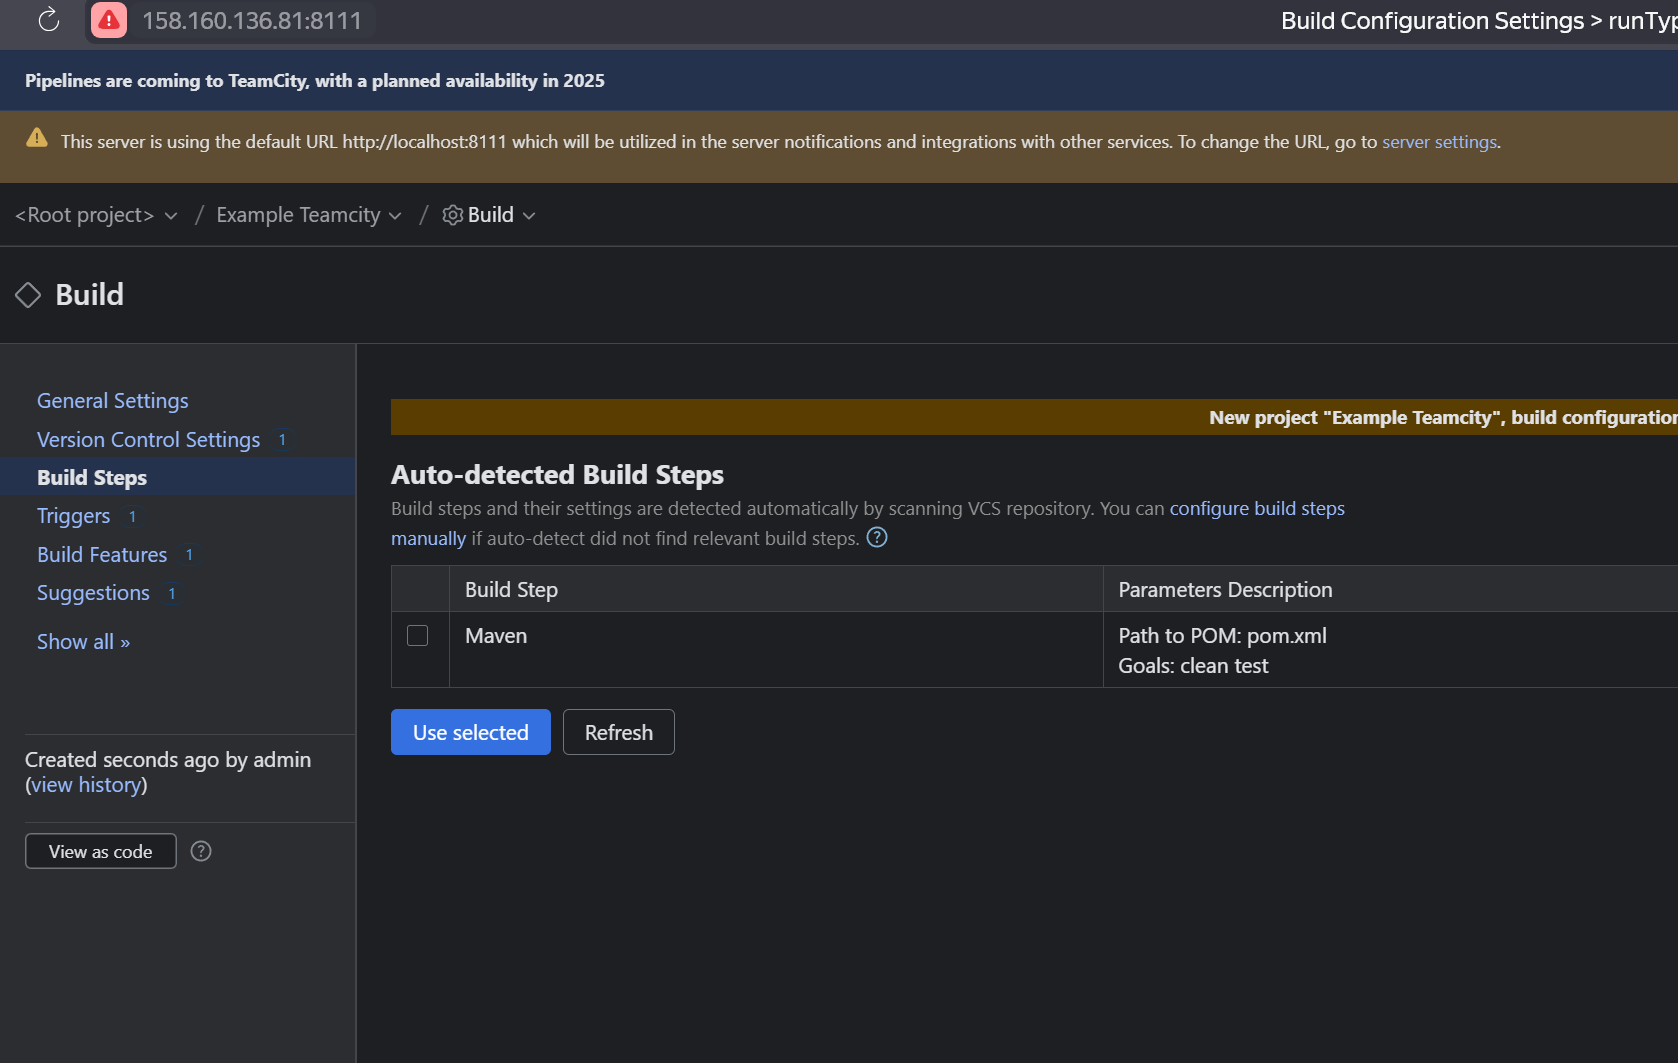 158.160.136.81:8111
Build Configuration Settings > runTyp
Pipelines are coming to TeamCity, with a planned availability in 2025
This server is using the default URL http://localhost:8111 which will be utilized in the server notifications and integrations with other services. To change the URL, go to server settings.
<Root project> / Example Teamcity / Build
Build
General Settings
Version Control Settings 1
Build Steps
Triggers 1
Build Features 1
Suggestions 1
Show all »
Created seconds ago by admin
(view history)
View as code ?
New project "Example Teamcity", build configuration
Auto-detected Build Steps
Build steps and their settings are detected automatically by scanning VCS repository. You can configure build steps
manually if auto-detect did not find relevant build steps. ?
Build Step Parameters Description
Maven Path to POM: pom.xml
Goals: clean test
Use selected Refresh